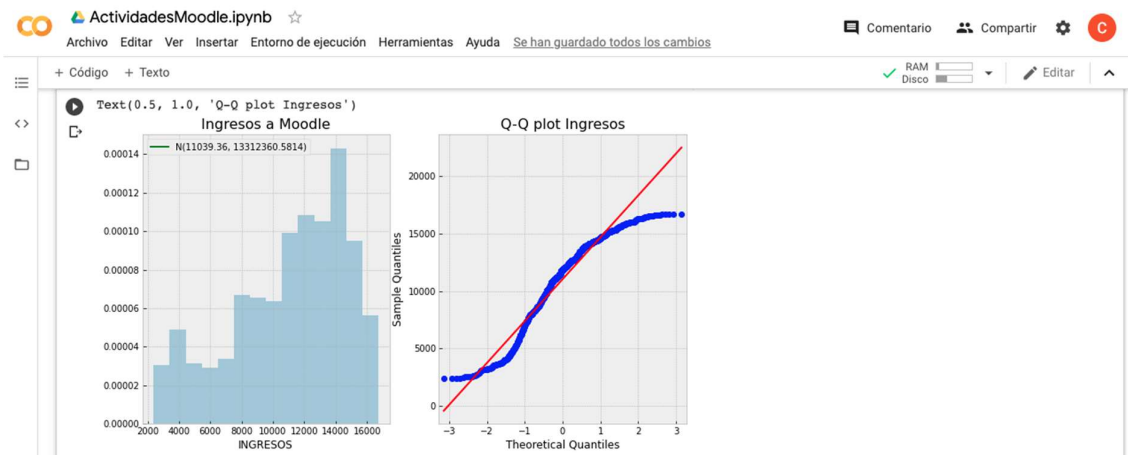 ActividadesMoodle.ipynb
Comentario Compartir C
Archivo Editar Ver Insertar Entorno de ejecución Herramientas Ayuda Se han guardado todos los cambios
+ Código + Texto RAM Disco Editar
Text(0.5, 1.0, 'Q-Q plot Ingresos')
Ingresos a Moodle
N(11039.36, 13312360.5814)
0.00014
0.00012
0.00010
0.00008
0.00006
0.00004
0.00002
0.00000
2000 4000 6000 8000 10000 12000 14000 16000
INGRESOS
Q-Q plot Ingresos
Sample Quantiles
20000
15000
10000
5000
0
−3 −2 −1 0 1 2 3
Theoretical Quantiles